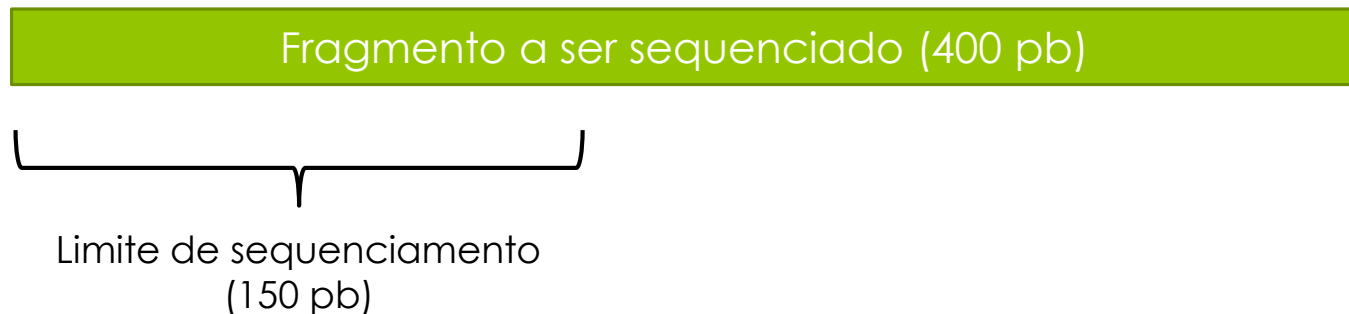 Fragmento a ser sequenciado (400 pb)
Limite de sequenciamento
(150 pb)